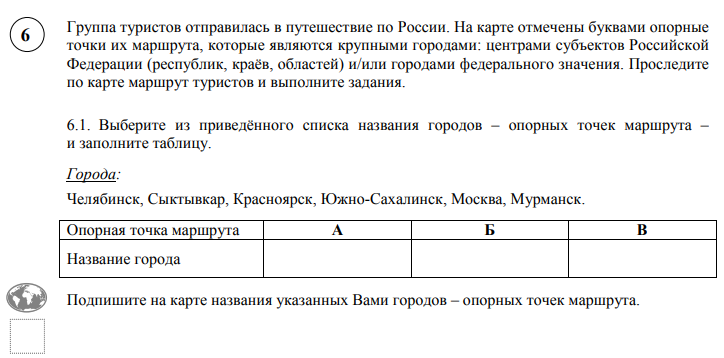 6
Группа туристов отправилась в путешествие по России. На карте отмечены буквами опорные
точки их маршрута, которые являются крупными городами: центрами субъектов Российской
Федерации (республик, краёв, областей) и/или городами федерального значения. Проследите
по карте маршрут туристов и выполните задания.
6.1. Выберите из приведённого списка названия городов – опорных точек маршрута –
и заполните таблицу.
Города:
Челябинск, Сыктывкар, Красноярск, Южно-Сахалинск, Москва, Мурманск.
Опорная точка маршрута А Б В
Название города
Подпишите на карте названия указанных Вами городов – опорных точек маршрута.